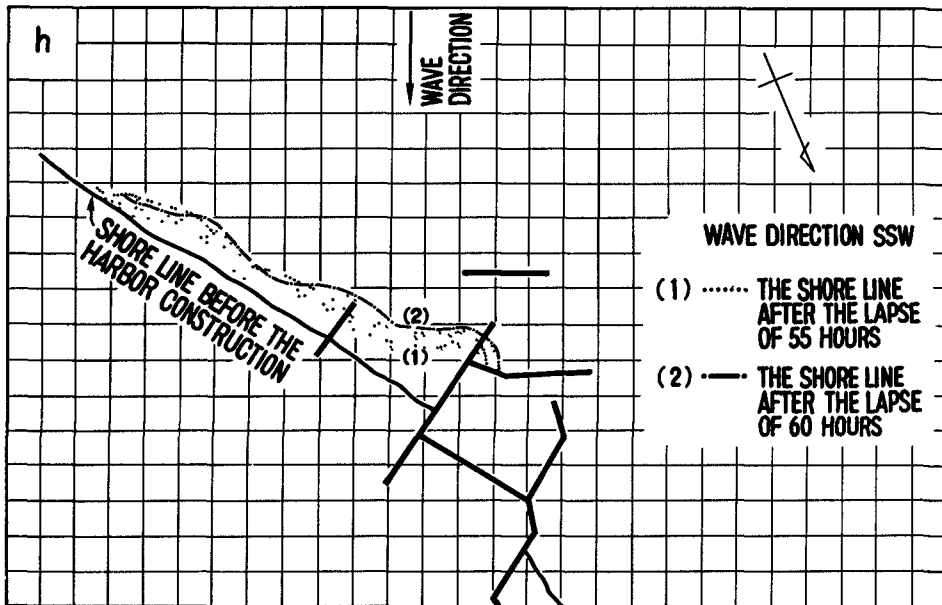 h
WAVE
DIRECTION
SHORE LINE BEFORE THE
HARBOR CONSTRUCTION
(2)
(1)
WAVE DIRECTION SSW
(1) ········ THE SHORE LINE
AFTER THE LAPSE
OF 55 HOURS
(2) ·—·— THE SHORE LINE
AFTER THE LAPSE
OF 60 HOURS